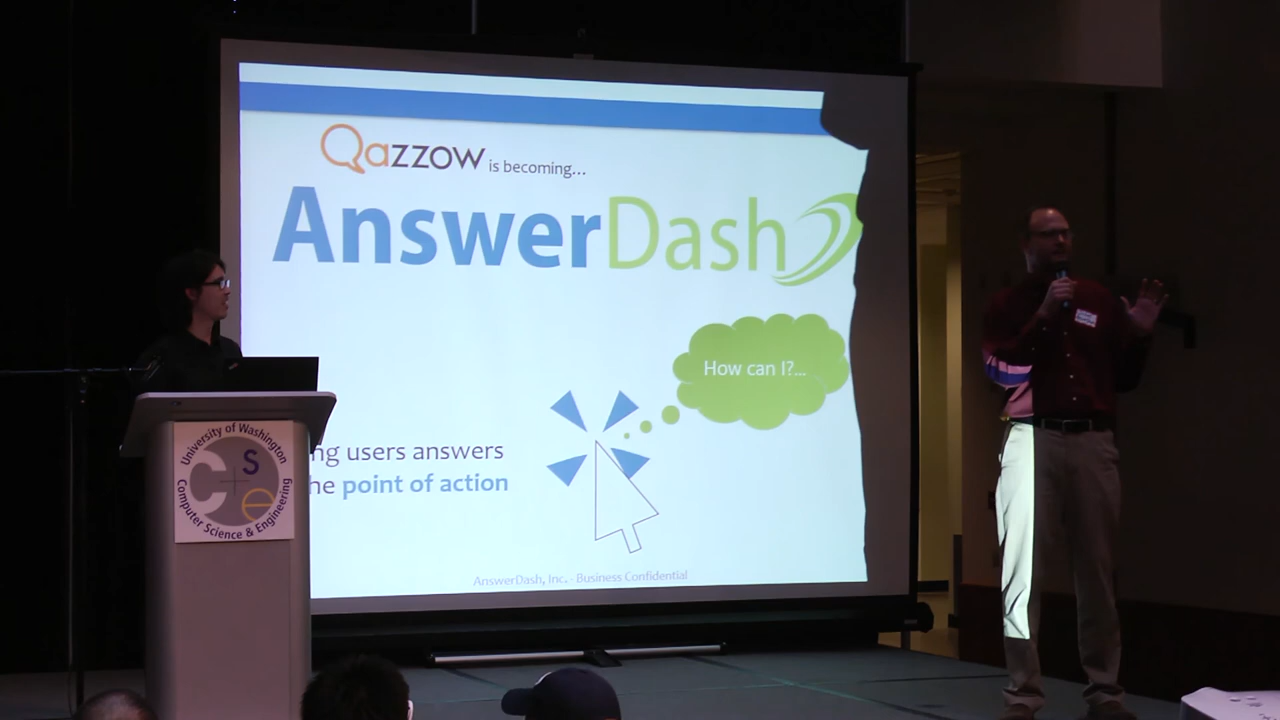 Qazzow is becoming...
AnswerDash
How can I?...
ng users answers
he point of action
AnswerDash, Inc. - Business Confidential
University of Washington
CSe
Computer Science & Engineering